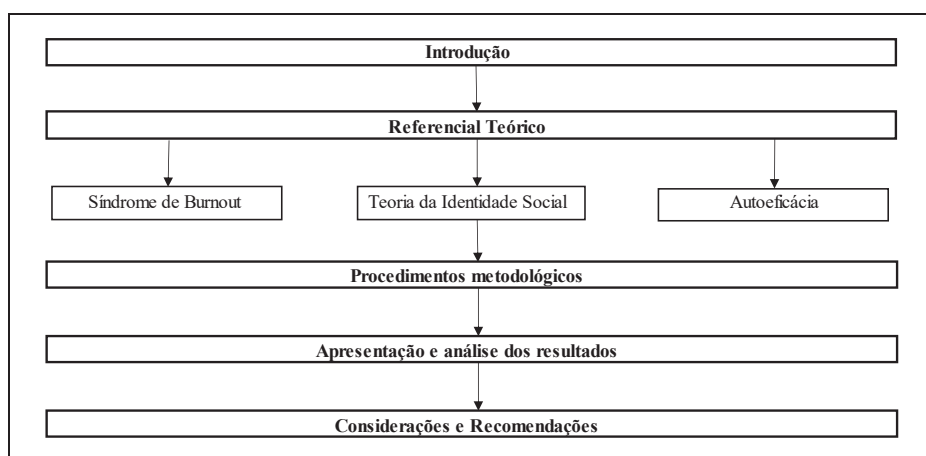 Introdução
Referencial Teórico
Síndrome de Burnout
Teoria da Identidade Social
Autoeficácia
Procedimentos metodológicos
Apresentação e análise dos resultados
Considerações e Recomendações